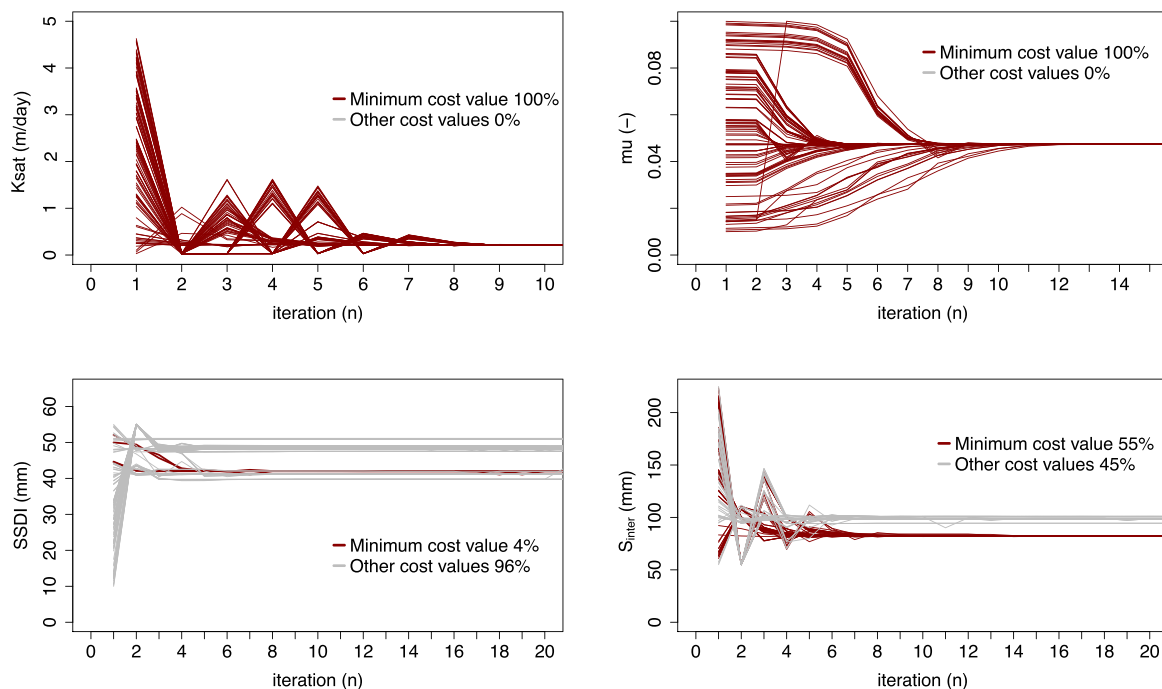 5
4
3
2
1
0
Ksat (m/day)
Minimum cost value 100%
Other cost values 0%
0 1 2 3 4 5 6 7 8 9 10
iteration (n)
0.08
0.04
0.00
mu (−)
Minimum cost value 100%
Other cost values 0%
0 1 2 3 4 5 6 7 8 9 10 12 14
iteration (n)
60
50
40
30
20
10
0
SSDI (mm)
Minimum cost value 4%
Other cost values 96%
0 2 4 6 8 10 12 14 16 18 20
iteration (n)
200
150
100
50
0
Sinter (mm)
Minimum cost value 55%
Other cost values 45%
0 2 4 6 8 10 12 14 16 18 20
iteration (n)